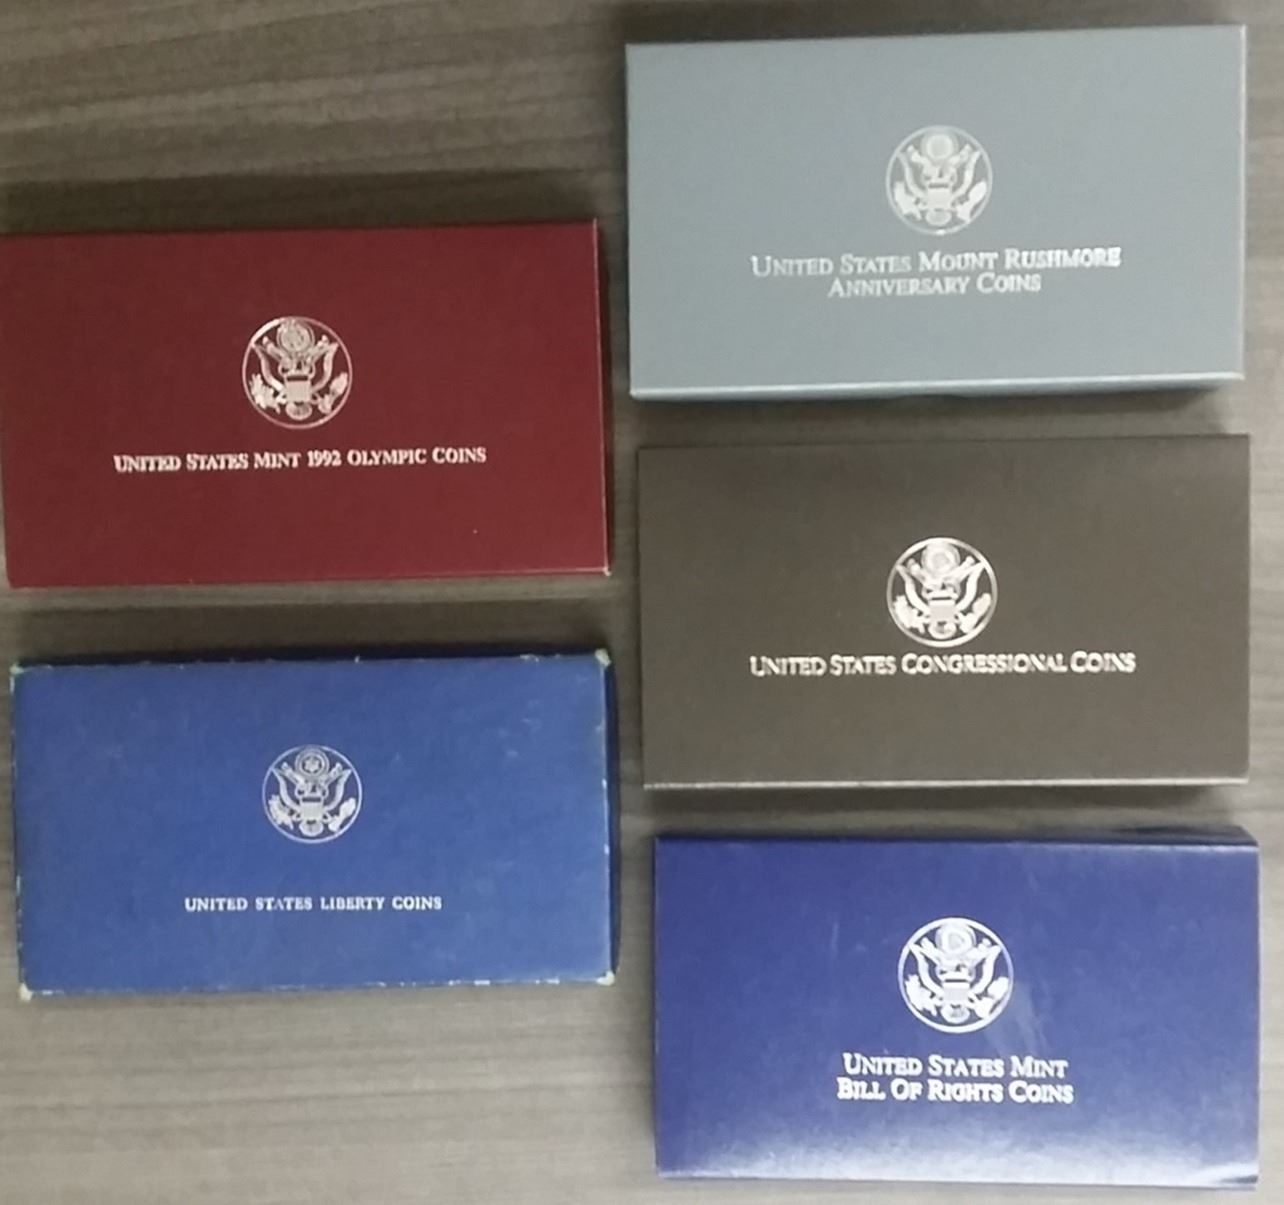 UNITED STATES MOUNT RUSHMORE
ANNIVERSARY COINS
UNITED STATES MINT 1992 OLYMPIC COINS
UNITED STATES CONGRESSIONAL COINS
UNITED STATES LIBERTY COINS
UNITED STATES MINT
BILL OF RIGHTS COINS